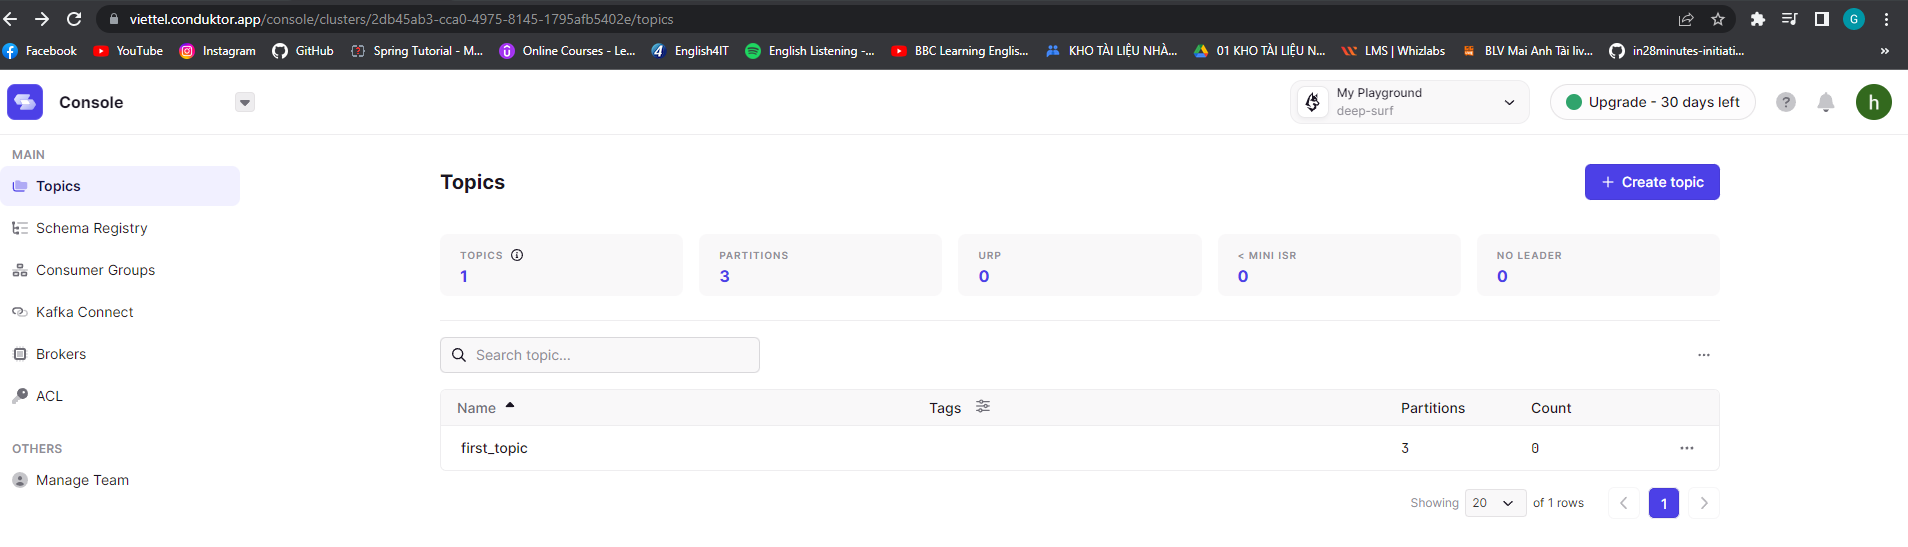 viettel.conduktor.app/console/clusters/2db45ab3-cca0-4975-8145-1795afb5402e/topics
G
Facebook YouTube Instagram GitHub Spring Tutorial - M... Online Courses - Le... English4IT English Listening -... BBC Learning Englis... KHO TÀI LIỆU NHÀ... 01 KHO TÀI LIỆU N... LMS | Whizlabs BLV Mai Anh Tài liv... in28minutes-initiati... »
Console
My Playground
deep-surf
Upgrade - 30 days left
?
h
MAIN
Topics
Schema Registry
Consumer Groups
Kafka Connect
Brokers
ACL
OTHERS
Manage Team
Topics
+ Create topic
TOPICS PARTITIONS URP < MINI ISR NO LEADER
1 3 0 0 0
Search topic...
...
Name Tags Partitions Count
first_topic 3 0 ...
Showing 20 of 1 rows < 1 >